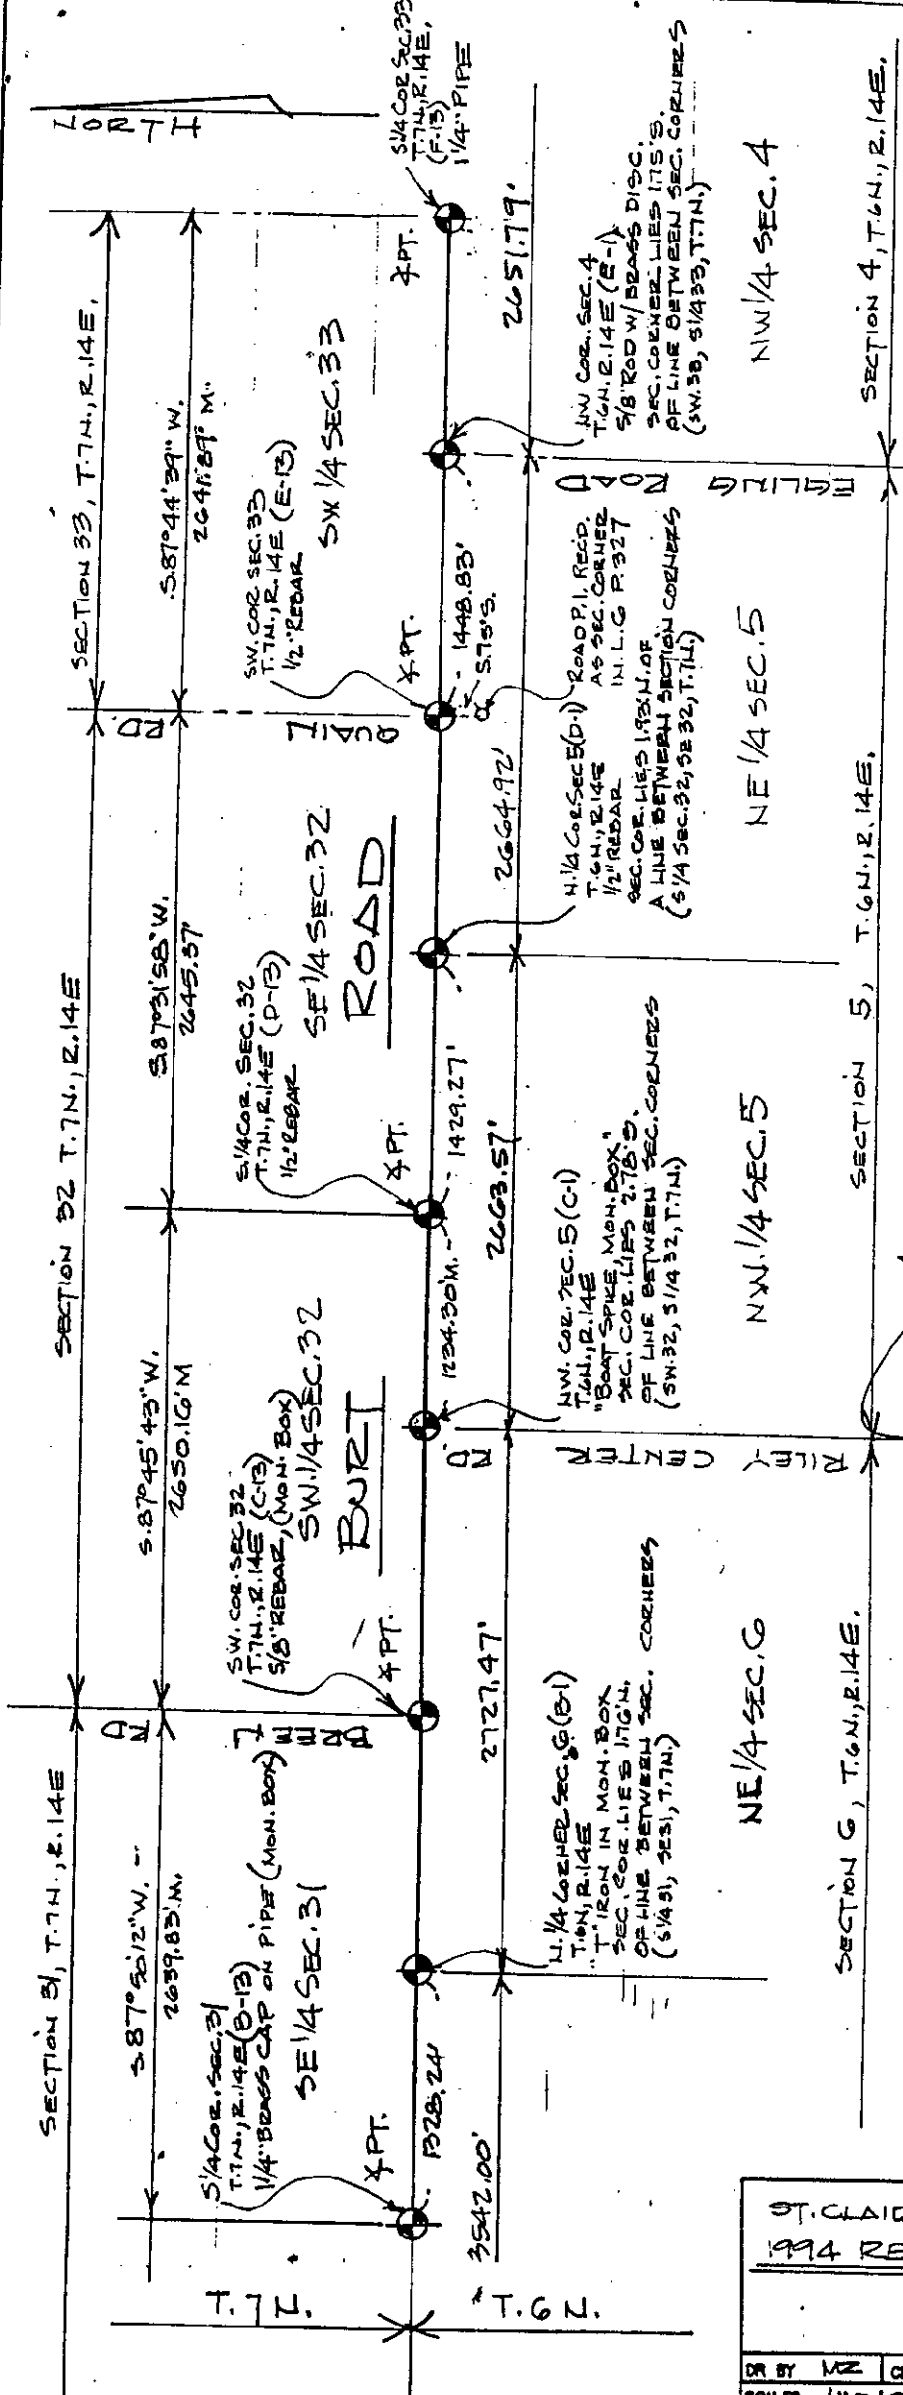 NORTH
SECTION 31, T.7N., R.14E
SECTION 32 T.7N., R.14E
SECTION 33, T.7N., R.14E.
S.87°50'12"W.
2639.83'M.
S.87°45'43"W.
2650.16'M
S.87°31'58"W.
2645.37'
S.87°44'39"W.
2641.89'M.
S1/4 COR. SEC. 31
T.7N., R.14E (B-13)
1 1/4" BRASS CAP ON PIPE (MON. BOX)
SE 1/4 SEC. 31
BEEL
RD
SW. COR. SEC. 32
T.7N., R.14E (C-13)
5/8" REBAR, (MON. BOX)
SW. 1/4 SEC. 32
S1/4 COR. SEC. 32
T.7N., R.14E (D-13)
1/2" REBAR
SE 1/4 SEC. 32
QUAIL
RD.
SW. COR SEC. 33
T.7N., R.14E (E-13)
1/2" REBAR
SW 1/4 SEC. 33
S1/4 COR SEC. 33
T.7N., R.14E,
(F-13)
1 1/4" PIPE
BURT ROAD
∡PT.
∡PT.
∡PT.
∡PT.
∡PT.
T.7N.
T.6N.
1328.24'
1234.30'M.
1429.27'
1448.83'
5.75'S.
3542.00'
2727.47'
2663.57'
2664.92'
2651.79'
N. 1/4 CORNER SEC. 6 (B-1)
T.6N., R.14E
"T" IRON IN MON. BOX
SEC. COR. LIES 1.76'N.
OF LINE BETWEEN SEC. CORNERS
(S1/4 31, SE31, T.7N.)
NE 1/4 SEC. 6
RILEY CENTER RD
NW. COR. SEC. 5 (C-1)
T.6N., R.14E
"BOAT SPIKE, MON. BOX"
SEC. COR. LIES 2.78'S.
OF LINE BETWEEN SEC. CORNERS
(SW.32, S1/4 32, T.7N.)
NW. 1/4 SEC. 5
N. 1/4 COR. SEC 5 (D-1)
T.6N., R.14E
1/2" REBAR
SEC. COR. LIES 1.93'N. OF
A LINE BETWEEN SECTION CORNERS
(S1/4 SEC. 32, SE 32, T.7N.)
ROAD P.I. REC'D.
AS SEC. CORNER
IN L.C P. 327
NE 1/4 SEC. 5
EGLING ROAD
NW COR. SEC. 4
T.6N. R.14E (E-1)
5/8" ROD W/ BRASS DISC.
SEC. CORNER LIES 1.75'S.
OF LINE BETWEEN SEC. CORNERS
(SW.33, S1/4 33, T.7N.)
NW 1/4 SEC. 4
SECTION 6, T.6N., R.14E.
SECTION 5, T.6N., R.14E.
SECTION 4, T.6N., R.14E.
1994 RE
DR BY MZ